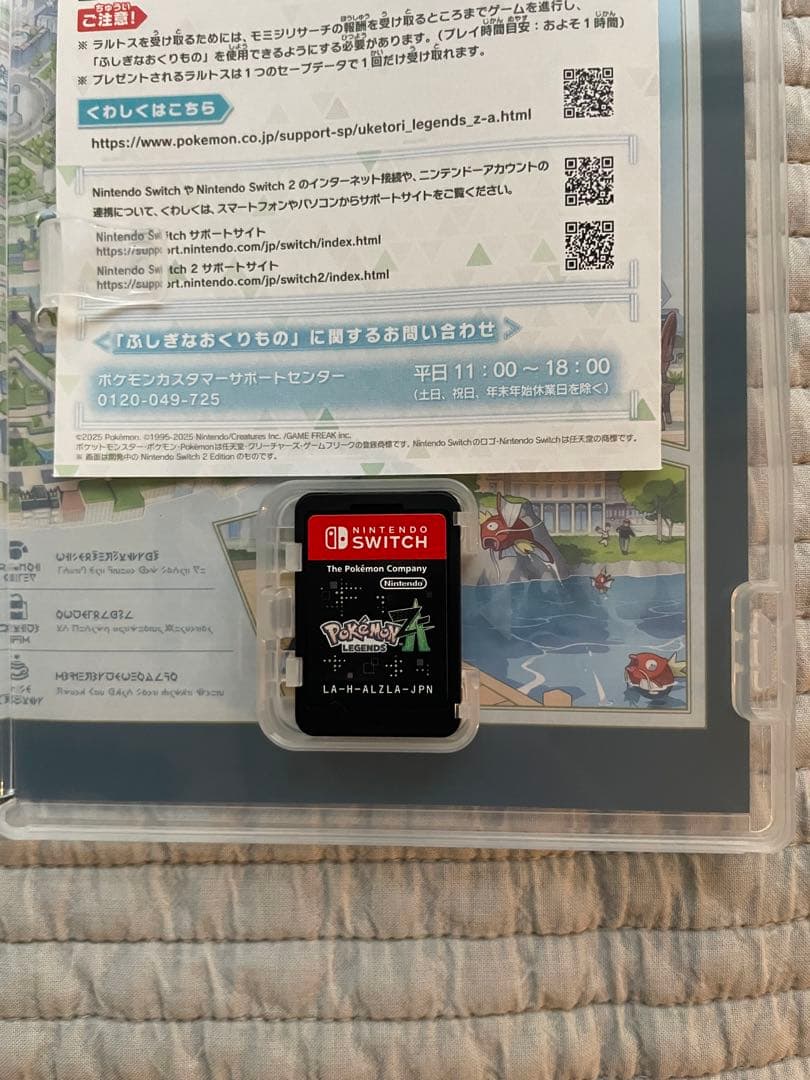 ちゅうい
ご注意!
※ ラルトスを受け取るためには、モミジリサーチの報酬を受け取るところまでゲームを進行し、
「ふしぎなおくりもの」を使用できるようにする必要があります。(プレイ時間目安:およそ1時間)
※ プレゼントされるラルトスは1つのセーブデータで1回だけ受け取れます。
くわしくはこちら
https://www.pokemon.co.jp/support-sp/uketori_legends_z-a.html
Nintendo Switch や Nintendo Switch 2 のインターネット接続や、ニンテンドーアカウントの
連携について、くわしくは、スマートフォンやパソコンからサポートサイトをご覧ください。
Nintendo Switch サポートサイト
https://support.nintendo.com/jp/switch/index.html
Nintendo Switch 2 サポートサイト
https://support.nintendo.com/jp/switch2/index.html
「ふしぎなおくりもの」に関するお問い合わせ
ポケモンカスタマーサポートセンター
0120-049-725
平日 11:00 ~ 18:00
(土日、祝日、年末年始休業日を除く)
©2025 Pokémon. ©1995-2025 Nintendo/Creatures Inc. /GAME FREAK inc.
ポケットモンスター・ポケモン・Pokémonは任天堂・クリーチャーズ・ゲームフリークの登録商標です。Nintendo Switchのロゴ・Nintendo Switchは任天堂の商標です。
※ 画面は開発中の Nintendo Switch 2 Edition のものです。
NINTENDO
SWITCH
The Pokémon Company
Nintendo
POKÉMON
LEGENDS
ZA
LA-H-ALZLA-JPN